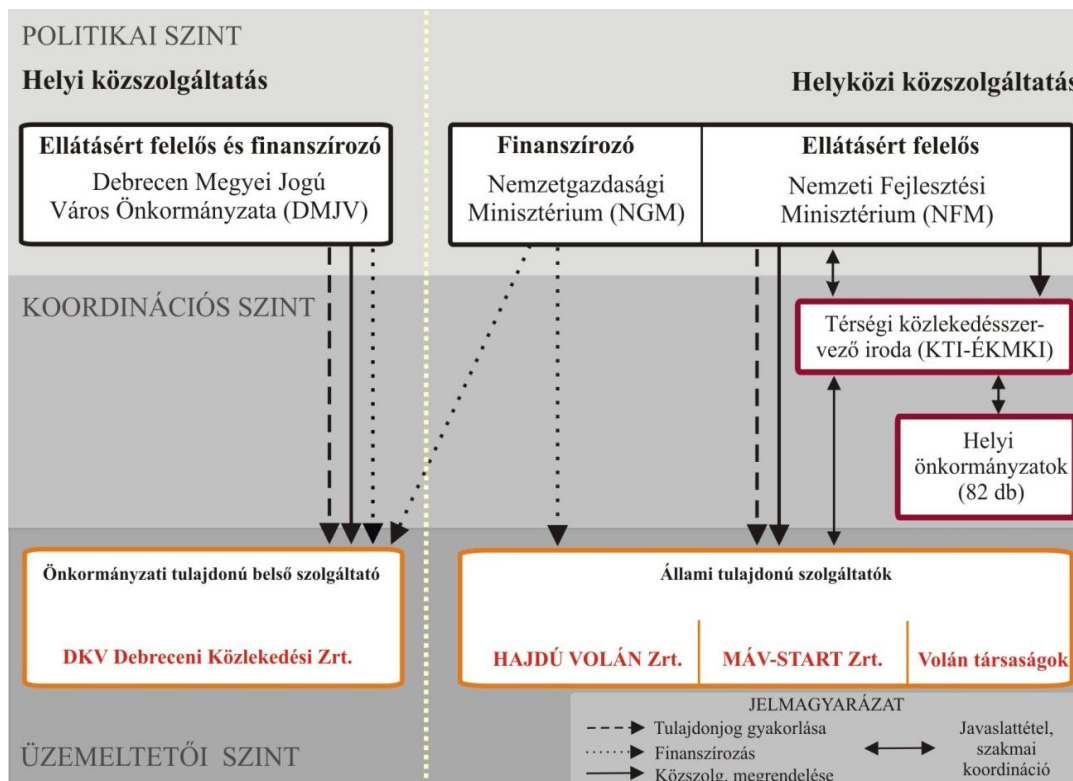 POLITIKAI SZINT
Helyi közszolgáltatás
Helyközi közszolgáltatás
Ellátásért felelős és finanszírozó
Debrecen Megyei Jogú
Város Önkormányzata (DMJV)
Finanszírozó
Nemzetgazdasági
Minisztérium (NGM)
Ellátásért felelős
Nemzeti Fejlesztési
Minisztérium (NFM)
KOORDINÁCIÓS SZINT
Térségi közlekedésszer-
vező iroda (KTI-ÉKMKI)
Helyi
önkormányzatok
(82 db)
Önkormányzati tulajdonú belső szolgáltató
DKV Debreceni Közlekedési Zrt.
Állami tulajdonú szolgáltatók
HAJDÚ VOLÁN Zrt.
MÁV-START Zrt.
Volán társaságok
ÜZEMELTETŐI SZINT
JELMAGYARÁZAT
Tulajdonjog gyakorlása
Finanszírozás
Közszolg. megrendelése
Javaslattétel,
szakmai
koordináció